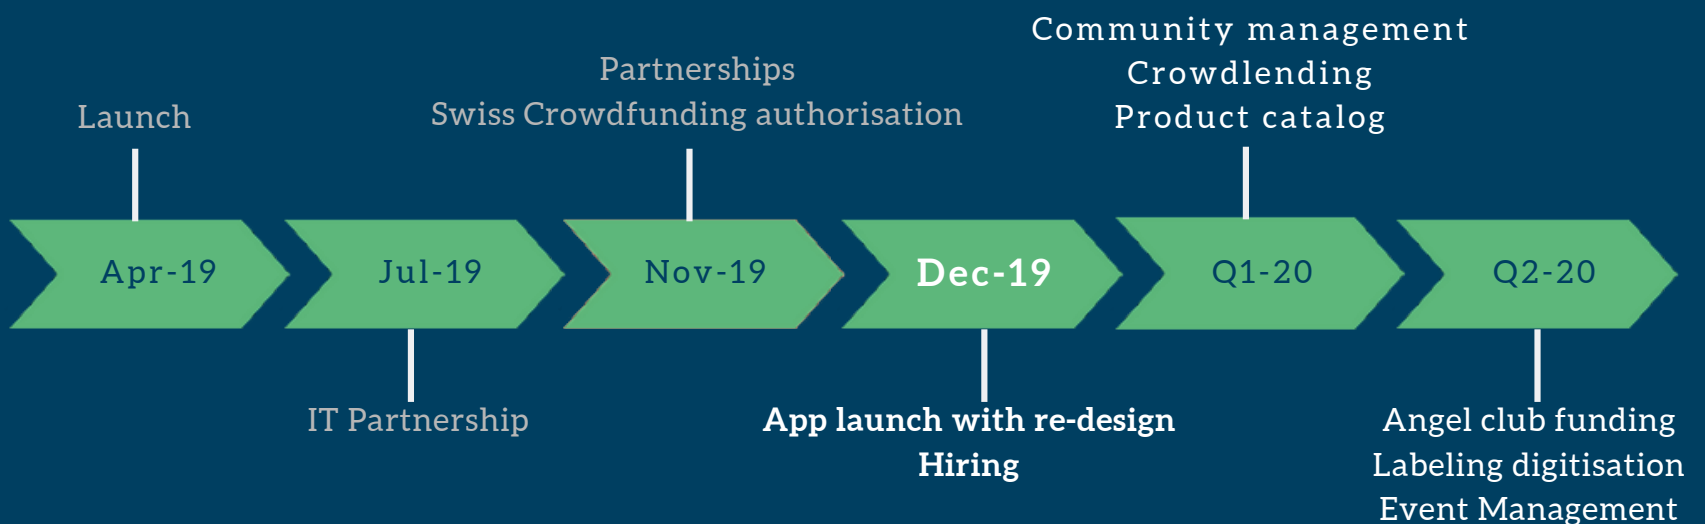 Community management
Crowdlending
Product catalog
Partnerships
Swiss Crowdfunding authorisation
Launch
Apr-19
Jul-19
Nov-19
Dec-19
Q1-20
Q2-20
IT Partnership
App launch with re-design
Hiring
Angel club funding
Labeling digitisation
Event Management